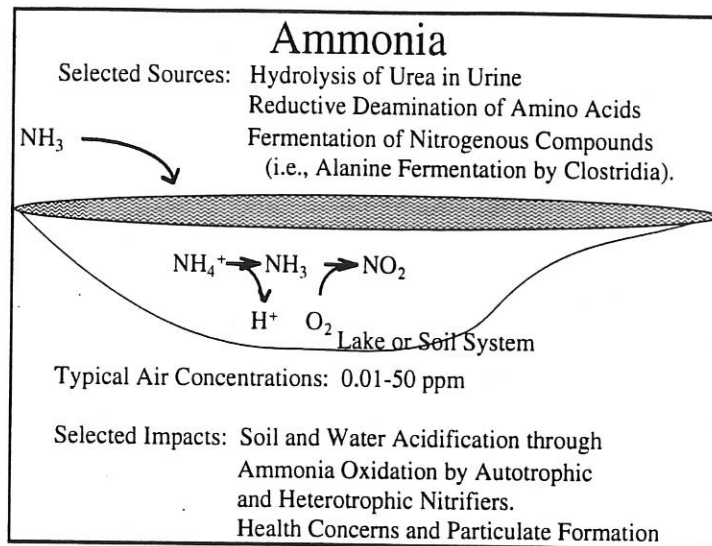 Ammonia
Selected Sources: Hydrolysis of Urea in Urine
Reductive Deamination of Amino Acids
NH₃
Fermentation of Nitrogenous Compounds
(i.e., Alanine Fermentation by Clostridia).
NH₄⁺ NH₃ NO₂
H⁺ O₂
Lake or Soil System
Typical Air Concentrations: 0.01-50 ppm
Selected Impacts: Soil and Water Acidification through
Ammonia Oxidation by Autotrophic
and Heterotrophic Nitrifiers.
Health Concerns and Particulate Formation